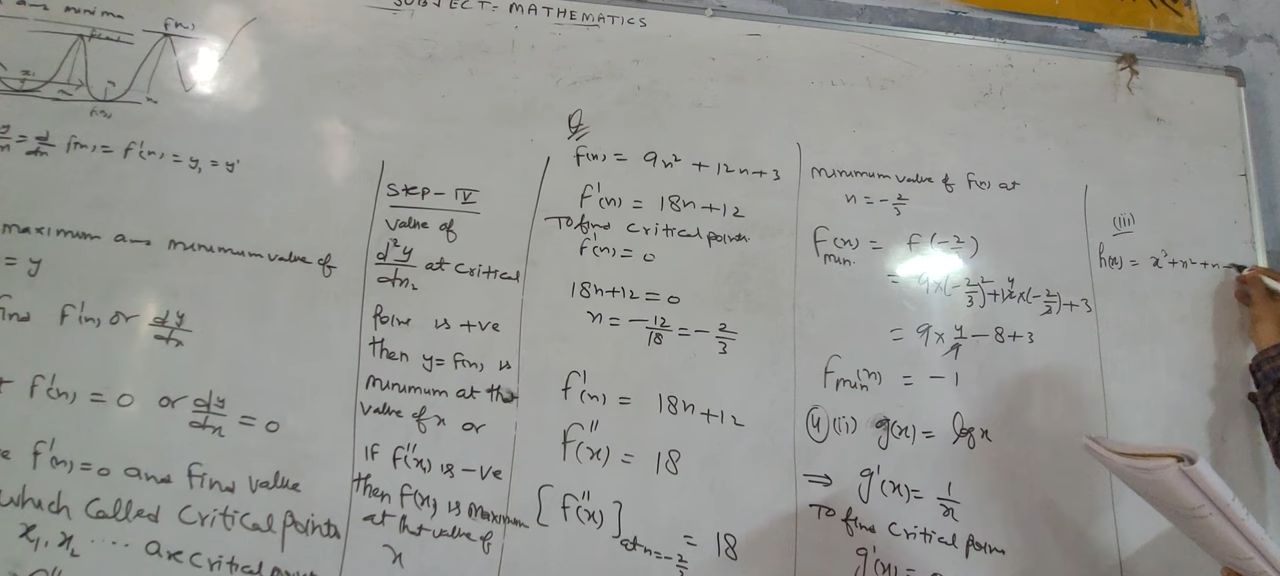 SUBJECT = MATHEMATICS
and minima
f(x)
= d/dx f(x) = f'(x) = y₁ = y'
maximum and minimum value of
= y
find f'(x) or dy/dx
f'(x) = 0 or dy/dx = 0
f'(x) = 0 and find value
which called critical points
x₁, x₂ .... are critical
Step - IV
value of
d²y/dx² at critical
point is +ve
then y = f(x) is
minimum at that
value of x or
if f''(x) is -ve
then f(x) is maximum
at that value of
x
Q
f(x) = 9x² + 12x + 3
f'(x) = 18x + 12
To find critical points.
f'(x) = 0
18x + 12 = 0
x = -12/18 = -2/3
f'(x) = 18x + 12
f''(x) = 18
[f''(x)] at x = -2/3 = 18
minimum value of f(x) at
x = -2/3
f(x) min. = f(-2/3)
= 9×(-2/3)² + 12×(-2/3) + 3
= 9 × 4/9 - 8 + 3
f min (x) = -1
4 (ii) g(x) = log x
⇒ g'(x) = 1/x
To find critical point
g'(x) =
(iii)
h(x) = x³ + x² + x